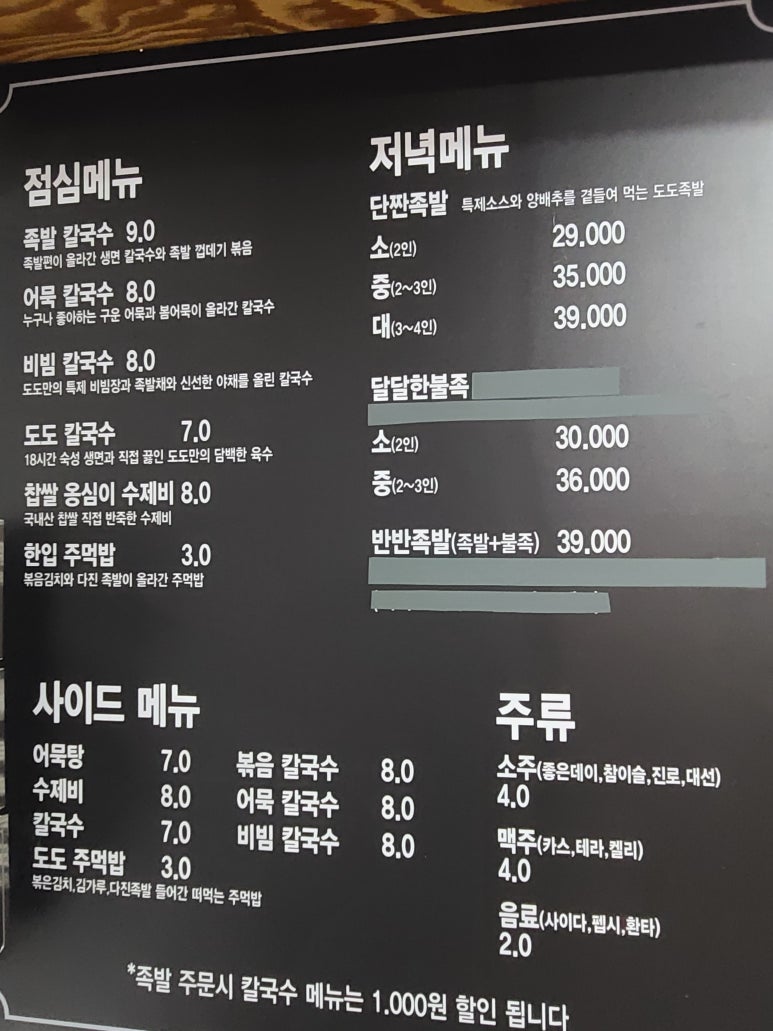 점심메뉴
족발 칼국수 9.0
족발편이 올라간 생면 칼국수와 족발 껍데기 볶음
어묵 칼국수 8.0
누구나 좋아하는 구운 어묵과 봄어묵이 올라간 칼국수
비빔 칼국수 8.0
도도만의 특제 비빔장과 족발채와 신선한 야채를 올린 칼국수
도도 칼국수 7.0
18시간 숙성 생면과 직접 끓인 도도만의 담백한 육수
찹쌀 옹심이 수제비 8.0
국내산 찹쌀 직접 반죽한 수제비
한입 주먹밥 3.0
볶음김치와 다진 족발이 올라간 주먹밥
저녁메뉴
단짠족발 특제소스와 양배추를 곁들여 먹는 도도족발
소(2인) 29.000
중(2~3인) 35.000
대(3~4인) 39.000
달달한불족
소(2인) 30.000
중(2~3인) 36.000
반반족발(족발+불족) 39.000
사이드 메뉴
어묵탕 7.0
수제비 8.0
칼국수 7.0
도도 주먹밥 3.0
볶은김치,김가루,다진족발 들어간 떠먹는 주먹밥
볶음 칼국수 8.0
어묵 칼국수 8.0
비빔 칼국수 8.0
주류
소주(좋은데이,참이슬,진로,대선)
4.0
맥주(카스,테라,켈리)
4.0
음료(사이다,펩시,환타)
2.0
*족발 주문시 칼국수 메뉴는 1.000원 할인 됩니다